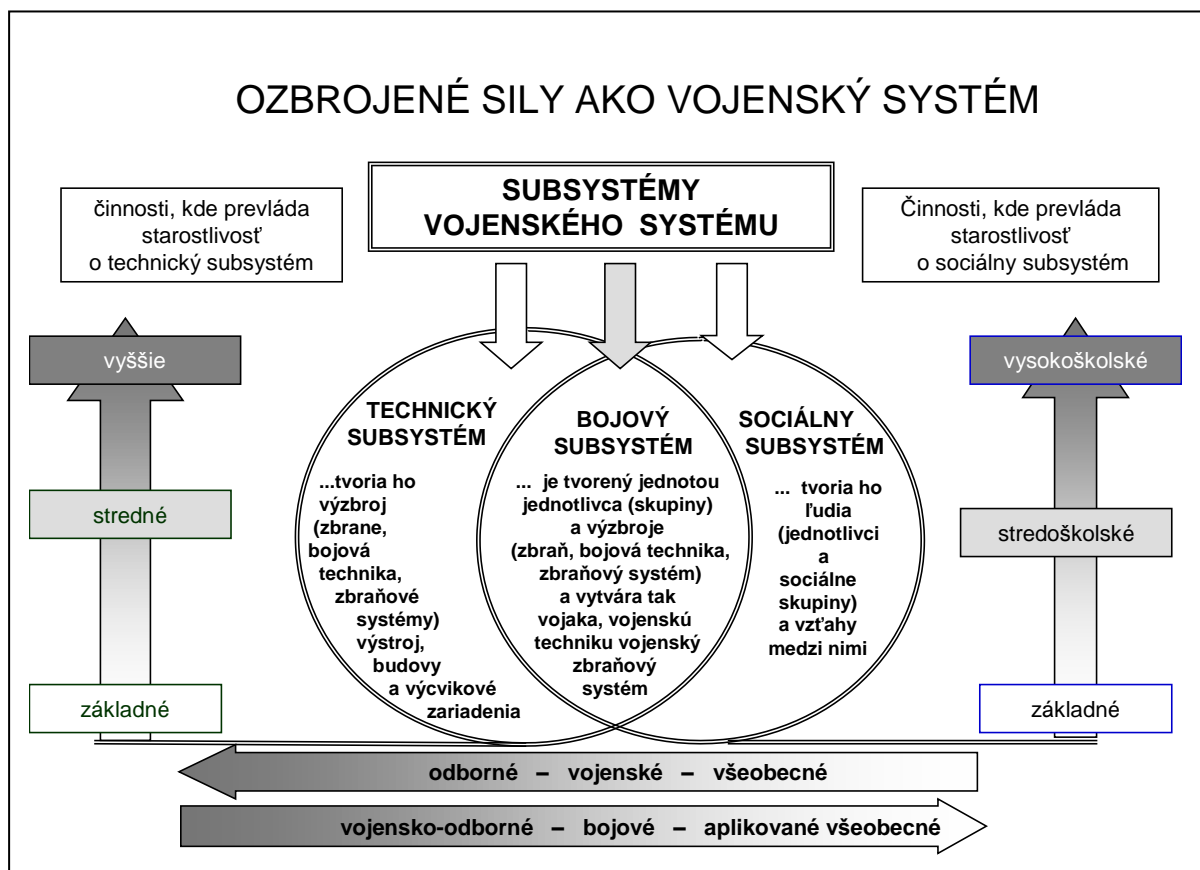 OZBROJENÉ SILY AKO VOJENSKÝ SYSTÉM
SUBSYSTÉMY
VOJENSKÉHO SYSTÉMU
činnosti, kde prevláda
starostlivosť
o technický subsystém
Činnosti, kde prevláda
starostlivosť
o sociálny subsystém
vyššie
stredné
základné
TECHNICKÝ
SUBSYSTÉM
...tvoria ho
výzbroj
(zbrane,
bojová
technika,
zbraňové
systémy)
výstroj,
budovy
a výcvikové
zariadenia
BOJOVÝ
SUBSYSTÉM
... je tvorený jednotou
jednotlivca (skupiny)
a výzbroje
(zbraň, bojová technika,
zbraňový systém)
a vytvára tak
vojaka, vojenskú
techniku vojenský
zbraňový
systém
SOCIÁLNY
SUBSYSTÉM
... tvoria ho
ľudia
(jednotlivci
a
sociálne
skupiny)
a vzťahy
medzi nimi
vysokoškolské
stredoškolské
základné
odborné – vojenské – všeobecné
vojensko-odborné – bojové – aplikované všeobecné